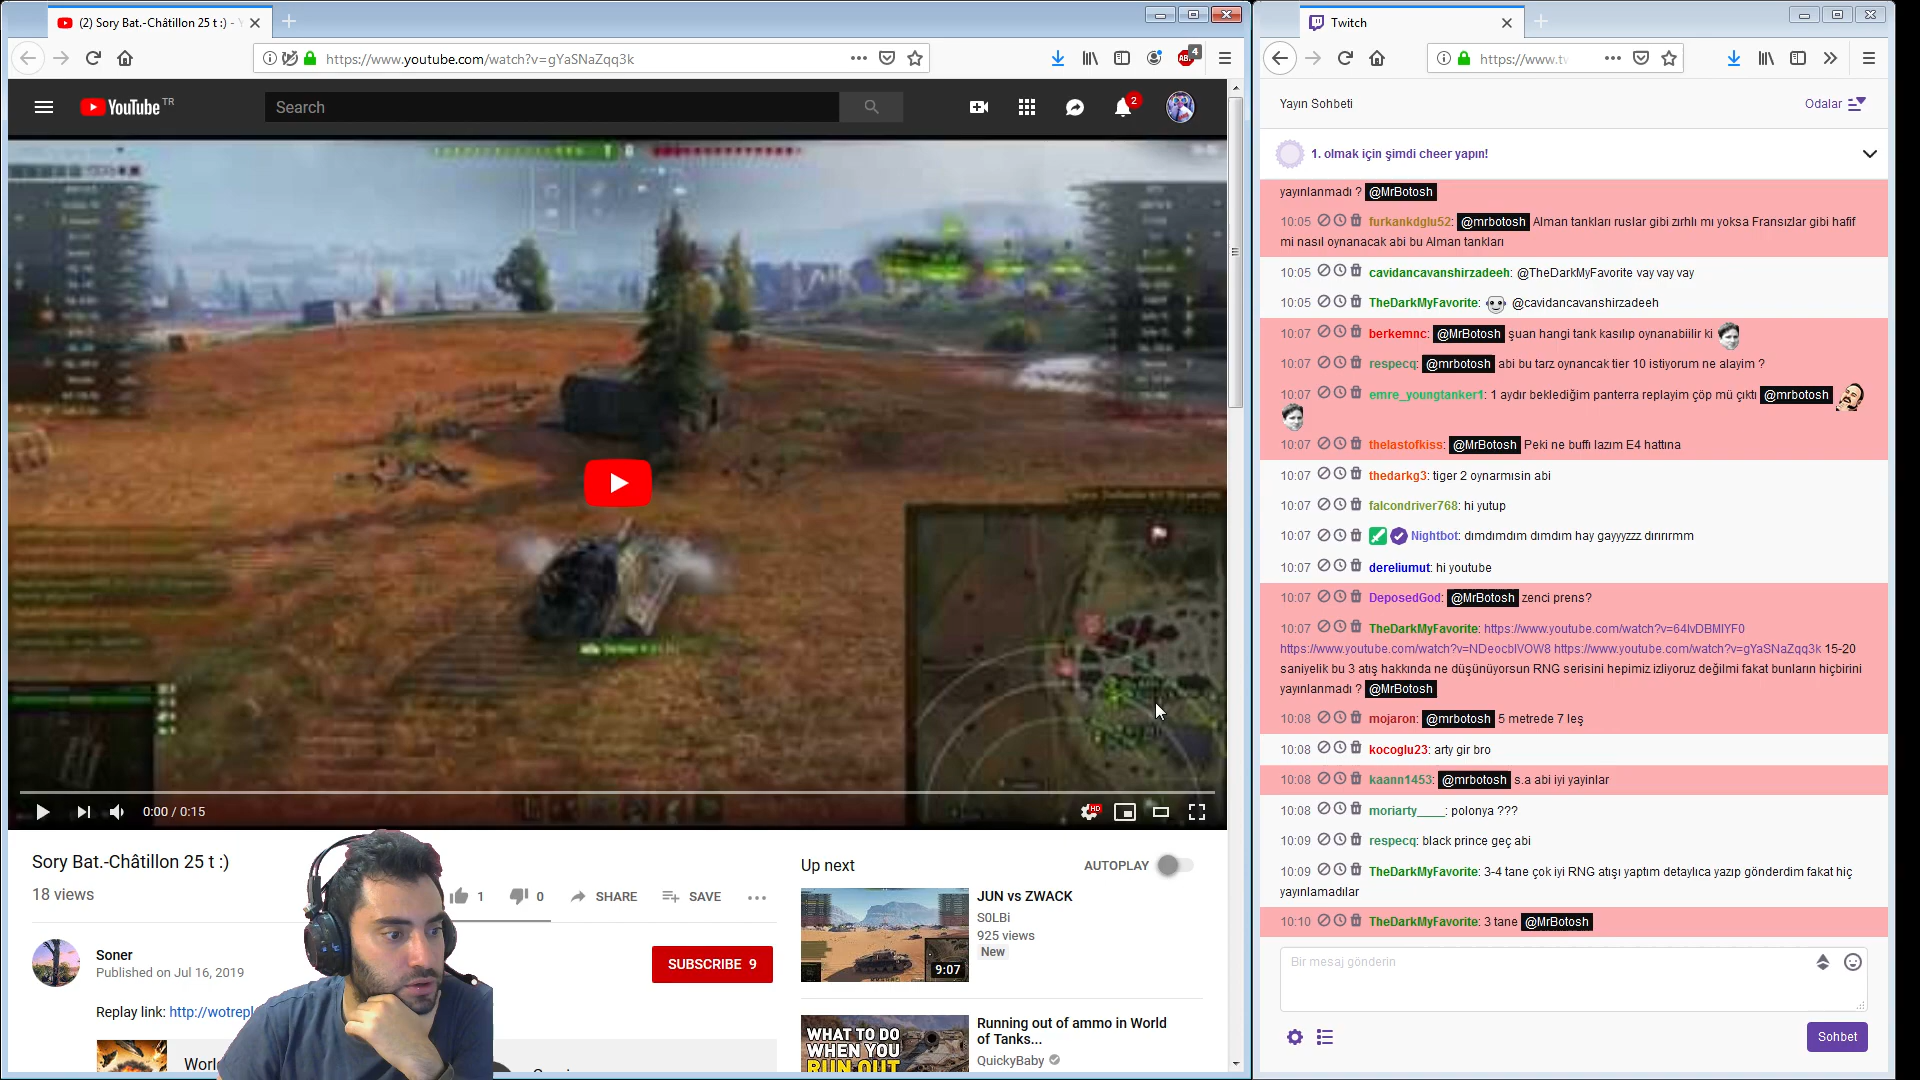 (2) Sory Bat.-Châtillon 25 t :) -
https://www.youtube.com/watch?v=gYaSNaZqq3k
4
YouTube TR
Search
2
0:00 / 0:15
HD
Sory Bat.-Châtillon 25 t :)
18 views
1
0
SHARE
SAVE
Soner
Published on Jul 16, 2019
SUBSCRIBE 9
Replay link: http://wotrepl
Up next
AUTOPLAY
JUN vs ZWACK
S0LBi
925 views
New
9:07
WHAT TO DO
WHEN YOU
RUN OUT
Running out of ammo in World
of Tanks...
QuickyBaby
Twitch
https://www.tv
Yayın Sohbeti
Odalar
1. olmak için şimdi cheer yapın!
yayınlanmadı ? @MrBotosh
10:05 furkankdglu52: @mrbotosh Alman tankları ruslar gibi zırhlı mı yoksa Fransızlar gibi hafif
mi nasıl oynanacak abi bu Alman tankları
10:05 cavidancavanshirzadeeh: @TheDarkMyFavorite vay vay vay
10:05 TheDarkMyFavorite: @cavidancavanshirzadeeh
10:07 berkemnc: @MrBotosh şuan hangi tank kasılıp oynanabiilir ki
10:07 respecq: @mrbotosh abi bu tarz oynancak tier 10 istiyorum ne alayim ?
10:07 emre_youngtanker1: 1 aydır beklediğim panterra replayim çöp mü çıktı @mrbotosh
10:07 thelastofkiss: @MrBotosh Peki ne buffı lazım E4 hattına
10:07 thedarkg3: tiger 2 oynarmısin abi
10:07 falcondriver768: hi yutup
10:07 Nightbot: dımdımdım dımdım hay gayyyzzz dırırırmm
10:07 dereliumut: hi youtube
10:07 DeposedGod: @MrBotosh zenci prens?
10:07 TheDarkMyFavorite: https://www.youtube.com/watch?v=64IvDBMIYF0
https://www.youtube.com/watch?v=NDeocblVOW8 https://www.youtube.com/watch?v=gYaSNaZqq3k 15-20
saniyelik bu 3 atış hakkında ne düşünüyorsun RNG serisini hepimiz izliyoruz değilmi fakat bunların hiçbirini
yayınlanmadı ? @MrBotosh
10:08 mojaron: @mrbotosh 5 metrede 7 leş
10:08 kocoglu23: arty gir bro
10:08 kaann1453: @mrbotosh s.a abi iyi yayinlar
10:08 moriarty____: polonya ???
10:09 respecq: black prince geç abi
10:09 TheDarkMyFavorite: 3-4 tane çok iyi RNG atışı yaptım detaylıca yazıp gönderdim fakat hiç
yayınlamadılar
10:10 TheDarkMyFavorite: 3 tane @MrBotosh
Bir mesaj gönderin
Sohbet